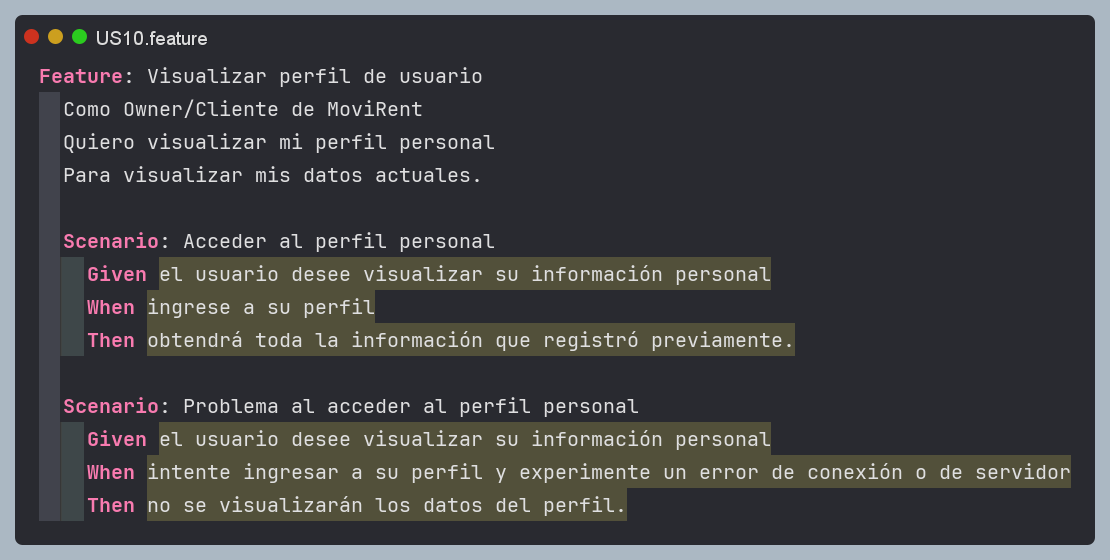 US10.feature
Feature: Visualizar perfil de usuario
Como Owner/Cliente de MoviRent
Quiero visualizar mi perfil personal
Para visualizar mis datos actuales.
Scenario: Acceder al perfil personal
Given el usuario desee visualizar su información personal
When ingrese a su perfil
Then obtendrá toda la información que registró previamente.
Scenario: Problema al acceder al perfil personal
Given el usuario desee visualizar su información personal
When intente ingresar a su perfil y experimente un error de conexión o de servidor
Then no se visualizarán los datos del perfil.